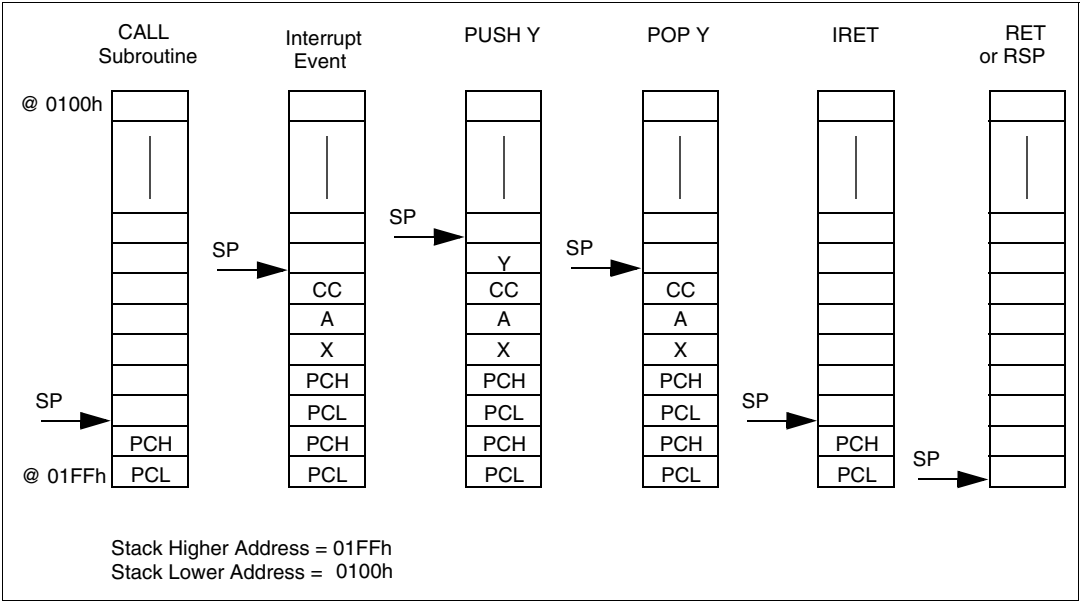 CALL
Subroutine
Interrupt
Event
PUSH Y
POP Y
IRET
RET
or RSP
@ 0100h
SP
SP
SP
Y
CC
CC
CC
A
A
A
X
X
X
PCH
PCH
PCH
SP
PCL
PCL
PCL
SP
PCH
PCH
PCH
PCH
PCH
SP
@ 01FFh
PCL
PCL
PCL
PCL
PCL
Stack Higher Address = 01FFh
Stack Lower Address = 0100h